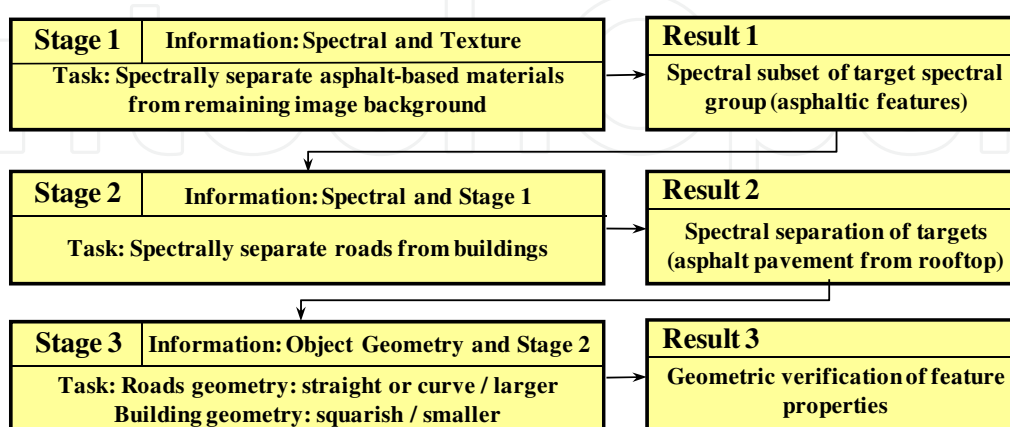 Stage 1
Information: Spectral and Texture
Task: Spectrally separate asphalt-based materials
from remaining image background
Result 1
Spectral subset of target spectral
group (asphaltic features)
Stage 2
Information: Spectral and Stage 1
Task: Spectrally separate roads from buildings
Result 2
Spectral separation of targets
(asphalt pavement from rooftop)
Stage 3
Information: Object Geometry and Stage 2
Task: Roads geometry: straight or curve / larger
Building geometry: squarish / smaller
Result 3
Geometric verification of feature
properties